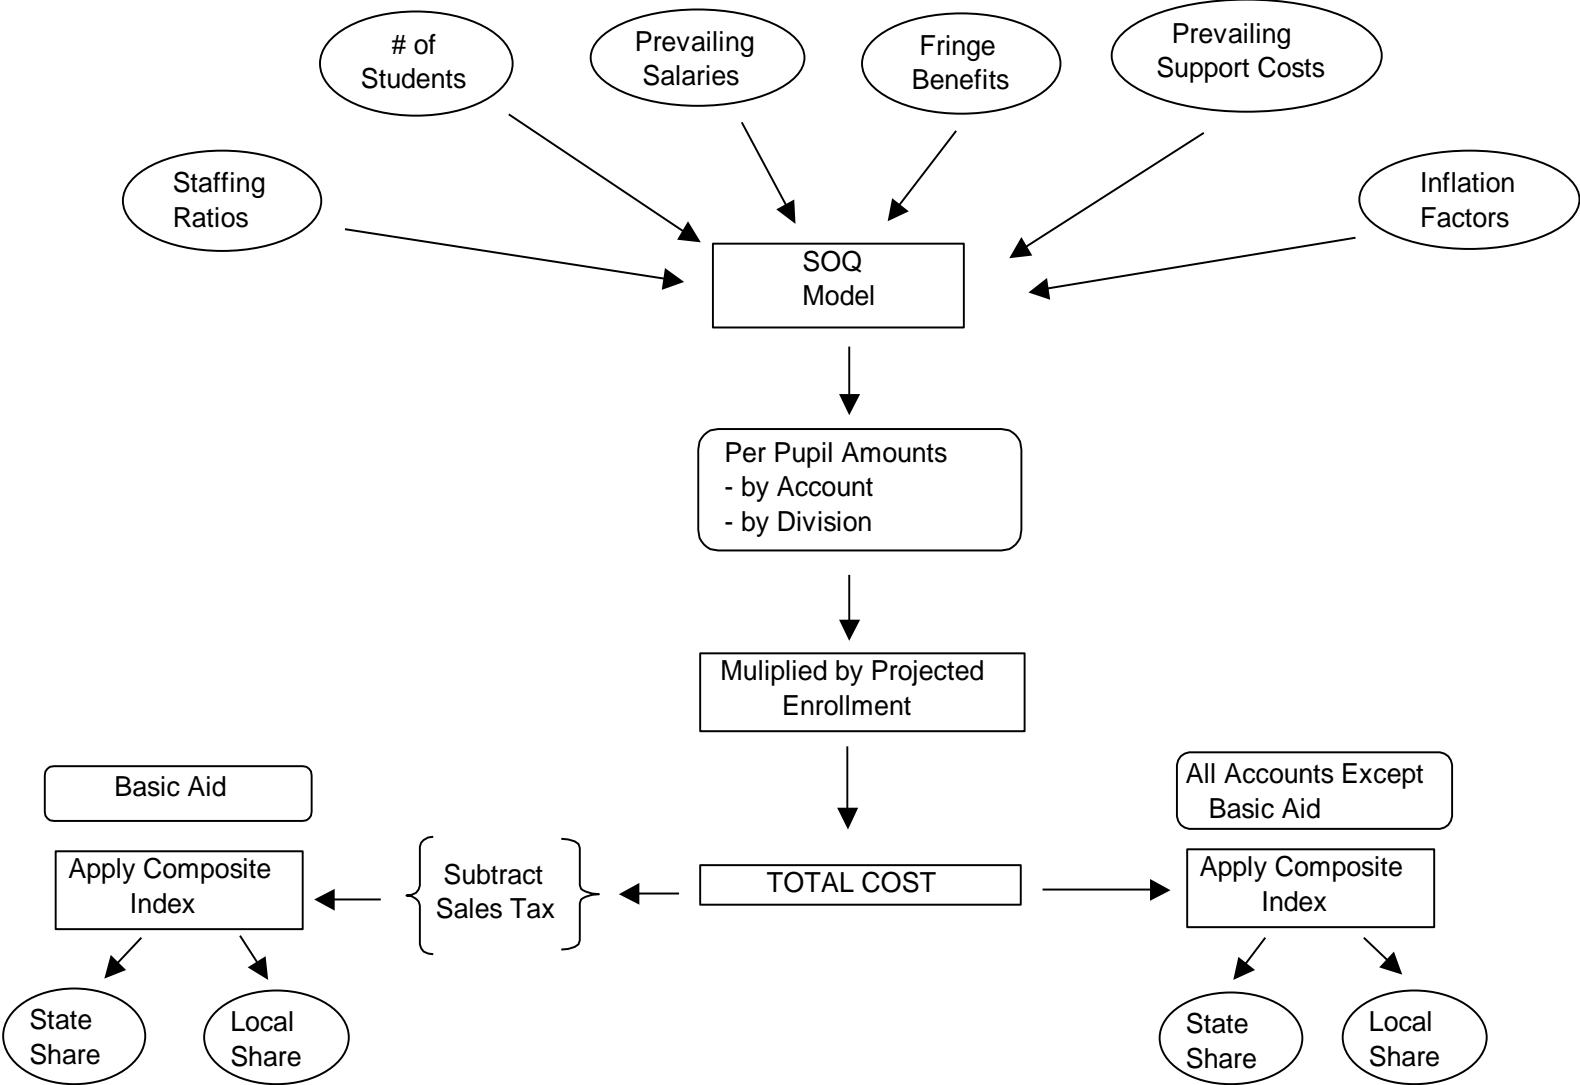 # of
Students
Prevailing
Salaries
Fringe
Benefits
Prevailing
Support Costs
Staffing
Ratios
Inflation
Factors
SOQ
Model
Per Pupil Amounts
- by Account
- by Division
Muliplied by Projected
Enrollment
Basic Aid
All Accounts Except
Basic Aid
Apply Composite
Index
Subtract
Sales Tax
TOTAL COST
Apply Composite
Index
State
Share
Local
Share
State
Share
Local
Share